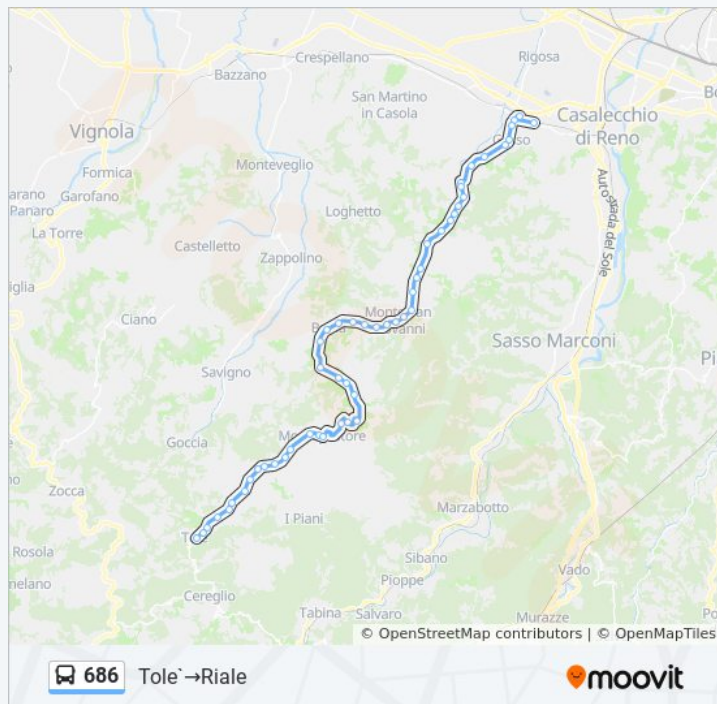 Crespellano
Rigosa
Bazzano
San Martino
in Casola
Casalecchio
di Reno
Vignola
Formica
Monteveglio
Garofano
Panaro
La Torre
Loghetto
Castelletto
Zappolino
Autostrada del Sole
Ciano
Sasso Marconi
Savigno
Goccia
Zocca
Marzabotto
I Piani
Rosola
Sibano
Pioppe
Vado
Cereglio
Tabina
Salvaro
Murazze
© OpenStreetMap contributors | © OpenMapTiles
686 Tole`→Riale
moovit